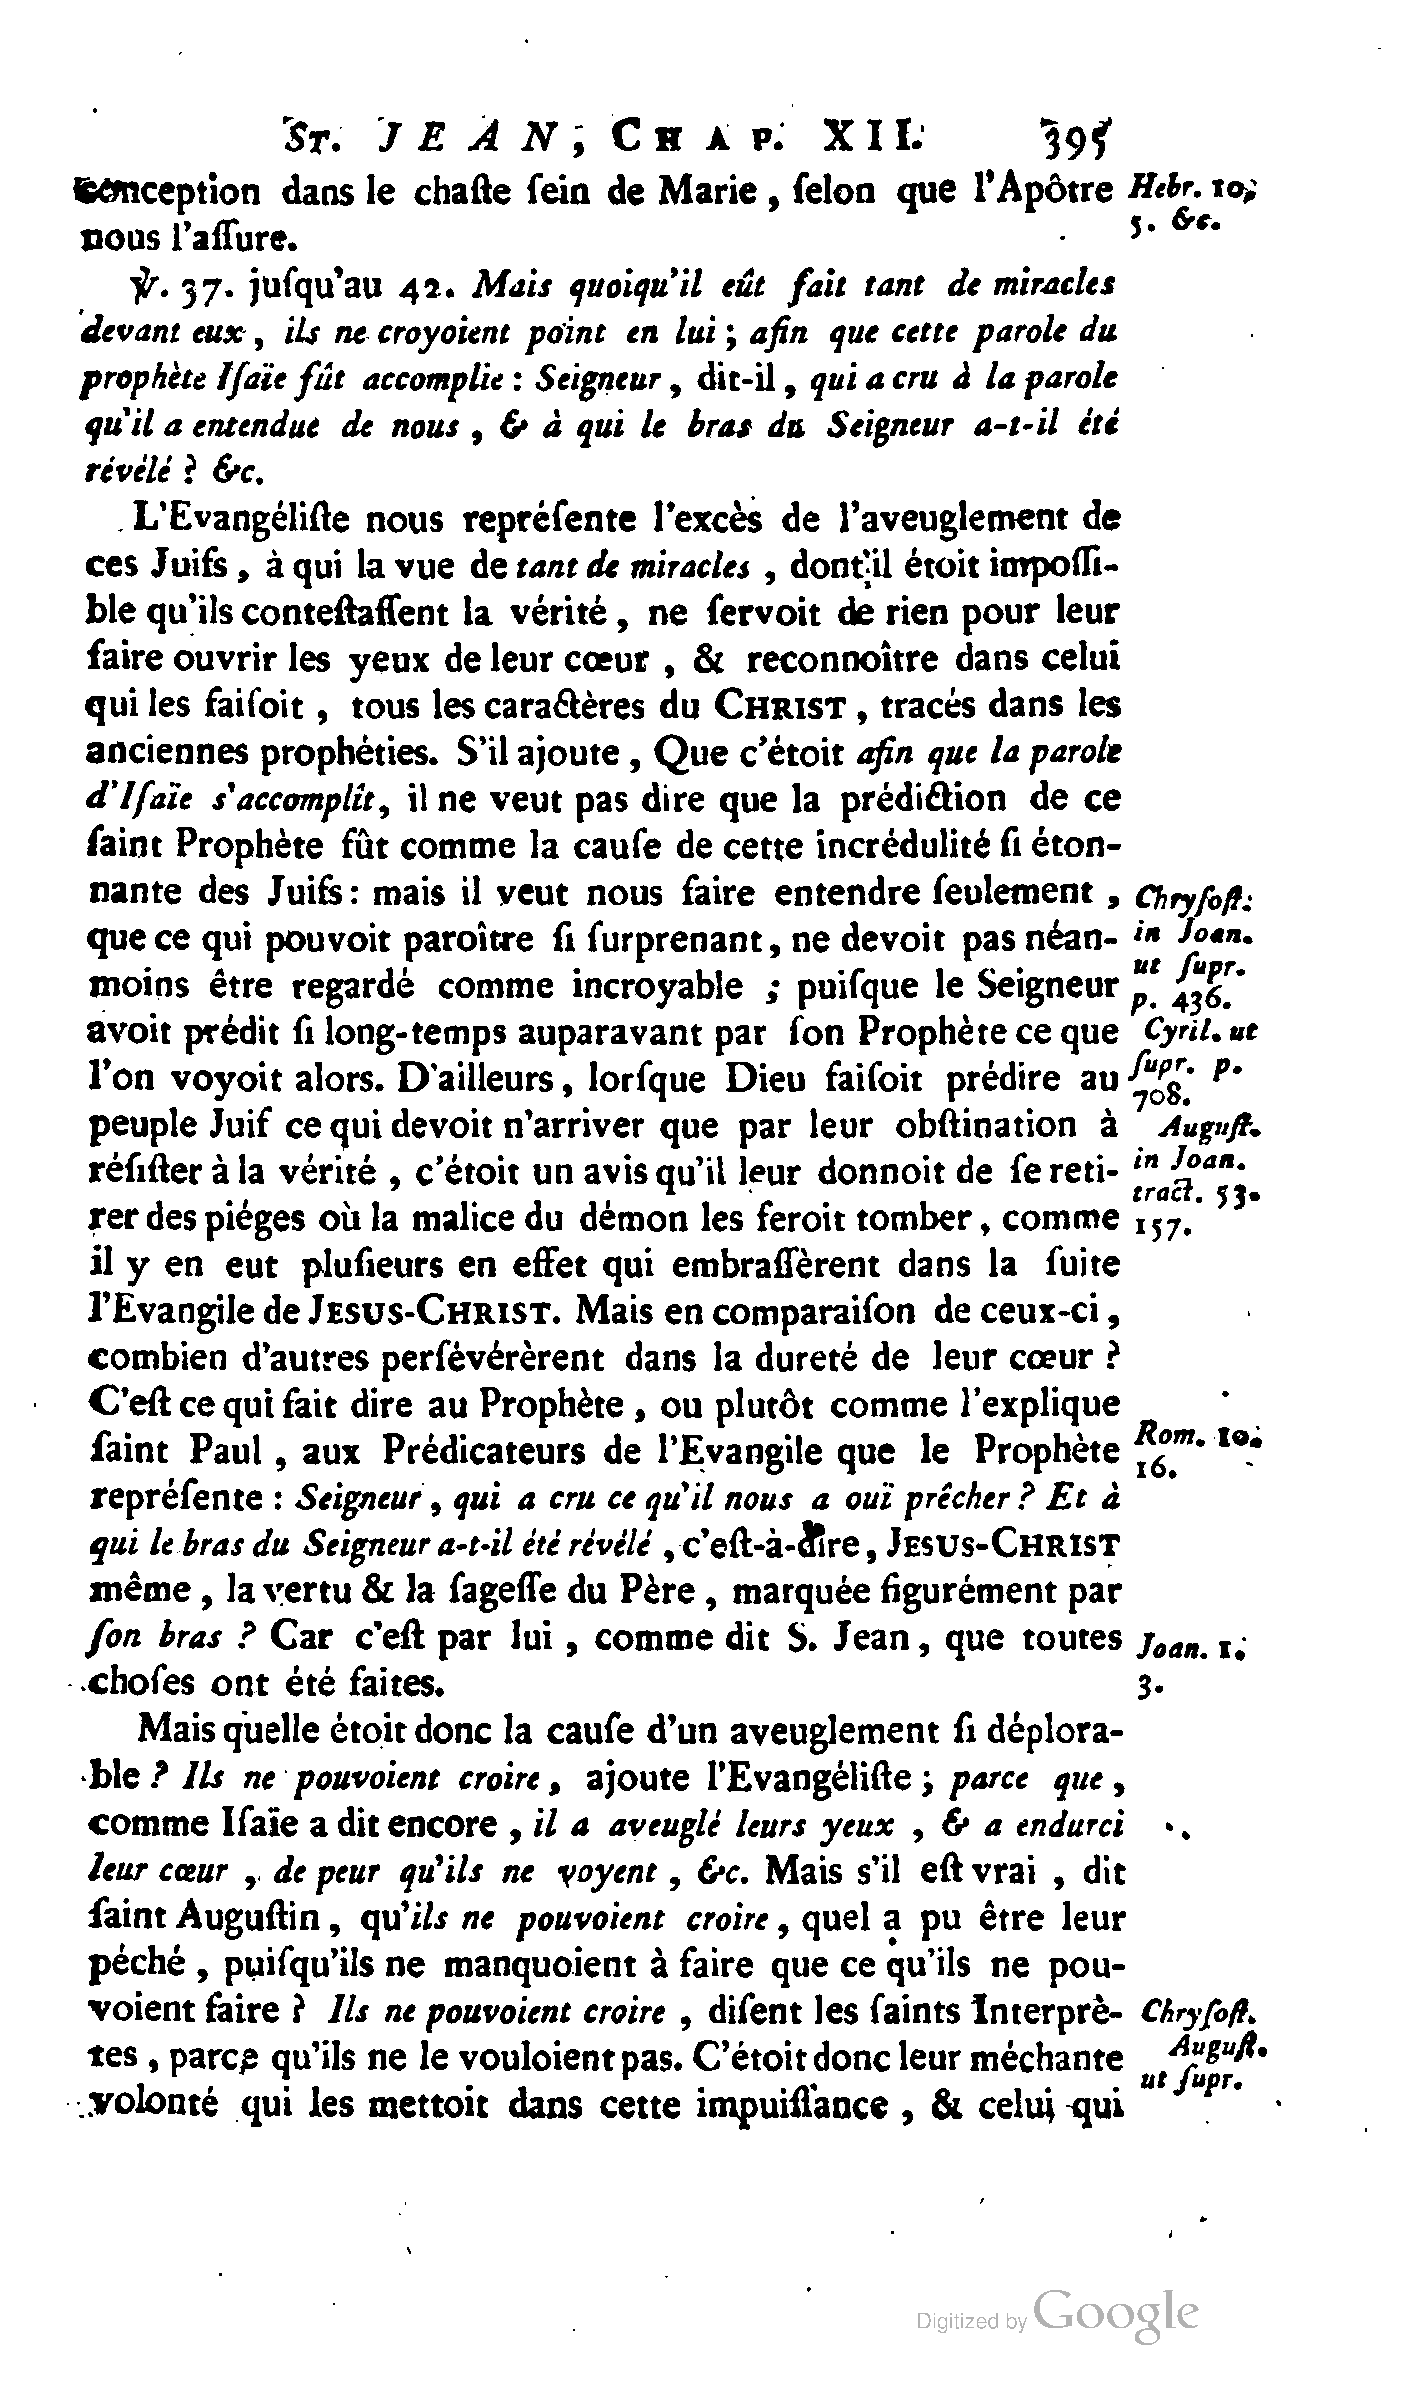 ST. JEAN, CHAP. XII. 395
conception dans le chaſte ſein de Marie, ſelon que l'Apôtre
nous l'aſſure.
Hebr. 10,
5. &c.
℣. 37. juſqu'au 42. Mais quoiqu'il eût fait tant de miracles
devant eux, ils ne croyoient point en lui; afin que cette parole du
prophète Iſaïe fût accomplie: Seigneur, dit-il, qui a cru à la parole
qu'il a entendue de nous, & à qui le bras du Seigneur a-t-il été
révélé? &c.
L'Evangéliſte nous repréſente l'excès de l'aveuglement de
ces Juifs, à qui la vue de tant de miracles, dont il étoit impoſſi-
ble qu'ils conteſtaſſent la vérité, ne ſervoit de rien pour leur
faire ouvrir les yeux de leur cœur, & reconnoître dans celui
qui les faiſoit, tous les caractères du CHRIST, tracés dans les
anciennes prophéties. S'il ajoute, Que c'étoit afin que la parole
d'Iſaïe s'accomplît, il ne veut pas dire que la prédiction de ce
ſaint Prophète fût comme la cauſe de cette incrédulité ſi éton-
nante des Juifs: mais il veut nous faire entendre ſeulement,
que ce qui pouvoit paroître ſi ſurprenant, ne devoit pas néan-
moins être regardé comme incroyable; puiſque le Seigneur
avoit prédit ſi long-temps auparavant par ſon Prophète ce que
l'on voyoit alors. D'ailleurs, lorſque Dieu faiſoit prédire au
peuple Juif ce qui devoit n'arriver que par leur obſtination à
réſiſter à la vérité, c'étoit un avis qu'il leur donnoit de ſe reti-
rer des piéges où la malice du démon les feroit tomber, comme
il y en eut pluſieurs en effet qui embraſſèrent dans la ſuite
l'Evangile de JESUS-CHRIST. Mais en comparaiſon de ceux-ci,
combien d'autres perſévérèrent dans la dureté de leur cœur?
C'eſt ce qui fait dire au Prophète, ou plutôt comme l'explique
ſaint Paul, aux Prédicateurs de l'Evangile que le Prophète
repréſente: Seigneur, qui a cru ce qu'il nous a ouï prêcher? Et à
qui le bras du Seigneur a-t-il été révélé, c'eſt-à-dire, JESUS-CHRIST
même, la vertu & la ſageſſe du Père, marquée figurément par
ſon bras? Car c'eſt par lui, comme dit S. Jean, que toutes
choſes ont été faites.
Chryſoſt.
in Joan.
ut ſupr.
p. 436.
Cyril. ut
ſupr. p.
708.
Auguſt.
in Joan.
tract. 53.
157.
Rom. 10.
16.
Joan. 1.
3.
Mais quelle étoit donc la cauſe d'un aveuglement ſi déplora-
ble? Ils ne pouvoient croire, ajoute l'Evangéliſte; parce que,
comme Iſaïe a dit encore, il a aveuglé leurs yeux, & a endurci
leur cœur, de peur qu'ils ne voyent, &c. Mais s'il eſt vrai, dit
ſaint Auguſtin, qu'ils ne pouvoient croire, quel a pu être leur
péché, puiſqu'ils ne manquoient à faire que ce qu'ils ne pou-
voient faire? Ils ne pouvoient croire, diſent les ſaints Interprè-
tes, parce qu'ils ne le vouloient pas. C'étoit donc leur méchante
volonté qui les mettoit dans cette impuiſſance, & celui qui
Chryſoſt.
Auguſt.
ut ſupr.
Digitized by Google